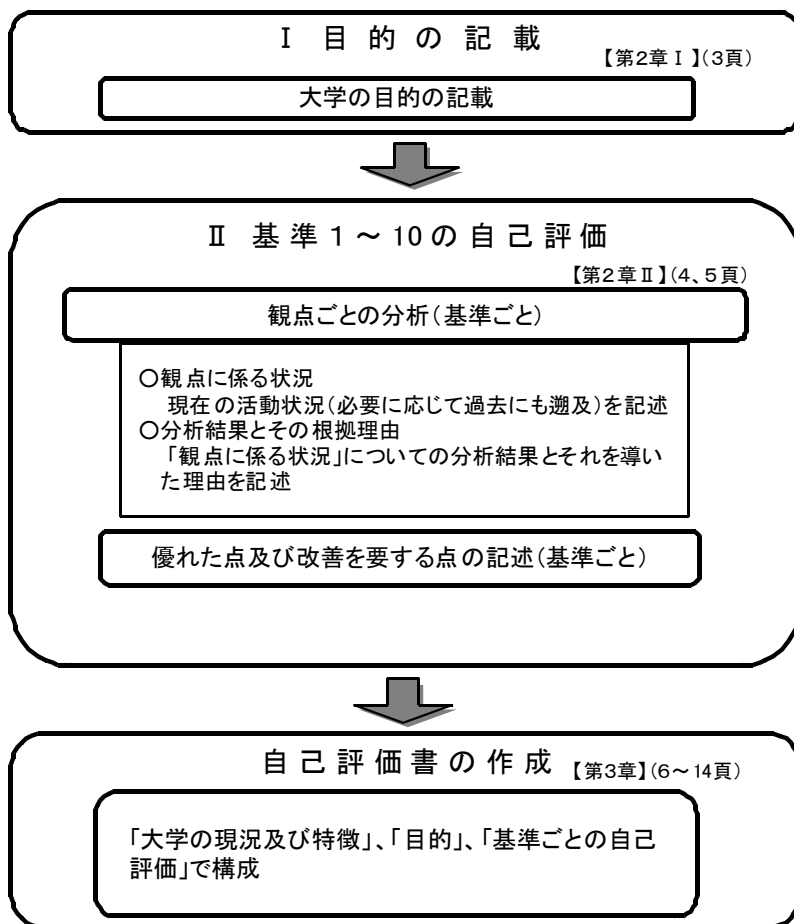 Ⅰ 目的の記載
【第2章Ⅰ】(3頁)
大学の目的の記載
Ⅱ 基準1～10の自己評価
【第2章Ⅱ】(4、5頁)
観点ごとの分析(基準ごと)
○観点に係る状況
現在の活動状況(必要に応じて過去にも遡及)を記述
○分析結果とその根拠理由
「観点に係る状況」についての分析結果とそれを導い
た理由を記述
優れた点及び改善を要する点の記述(基準ごと)
自己評価書の作成 【第3章】(6～14頁)
「大学の現況及び特徴」、「目的」、「基準ごとの自己
評価」で構成